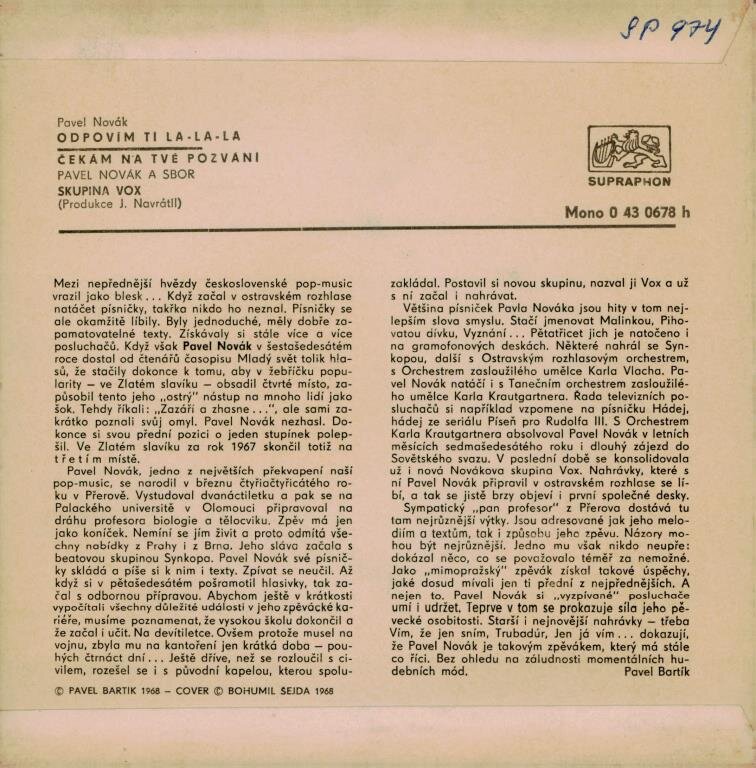 SP 974
Pavel Novák
ODPOVÍM TI LA-LA-LA
ČEKÁM NA TVÉ POZVÁNÍ
PAVEL NOVÁK A SBOR
SKUPINA VOX
(Produkce J. Navrátil)
SUPRAPHON
Mono 0 43 0678 h
Mezi nepřednější hvězdy československé pop-music
vrazil jako blesk... Když začal v ostravském rozhlase
natáčet písničky, takřka nikdo ho neznal. Písničky se
ale okamžitě líbily. Byly jednoduché, měly dobře za-
pamatovatelné texty. Získávaly si stále více a více
posluchačů. Když však Pavel Novák v šestašedesátém
roce dostal od čtenářů časopisu Mladý svět tolik hla-
sů, že stačily dokonce k tomu, aby v žebříčku popu-
larity – ve Zlatém slavíku – obsadil čtvrté místo, za-
působil tento jeho „ostrý" nástup na mnoho lidí jako
šok. Tehdy říkali: „Zazáří a zhasne...", ale sami za-
krátko poznali svůj omyl. Pavel Novák nezhasl. Do-
konce si svou přední pozici o jeden stupínek polep-
šil. Ve Zlatém slavíku za rok 1967 skončil totiž na
třetím místě.
Pavel Novák, jedno z největších překvapení naší
pop-music, se narodil v březnu čtyřiačtyřicátého ro-
ku v Přerově. Vystudoval dvanáctiletku a pak se na
Palackého universitě v Olomouci připravoval na
dráhu profesora biologie a tělocviku. Zpěv má jen
jako koníček. Nemíní se jím živit a proto odmítá vše-
chny nabídky z Prahy i z Brna. Jeho sláva začala s
beatovou skupinou Synkopa. Pavel Novák své písnič-
ky skládá a píše si k nim i texty. Zpívat se neučil. Až
když si v pětašedesátém pošramotil hlasivky, tak za-
čal s odbornou přípravou. Abychom ještě v krátkosti
vypočítali všechny důležité události v jeho zpěvácké ka-
riéře, musíme poznamenat, že vysokou školu dokončil a
že začal i učit. Na devítiletce. Ovšem protože musel na
vojnu, zbyla mu na kantoření jen krátká doba – pou-
hých čtrnáct dní... Ještě dříve, než se rozloučil s ci-
vilem, rozešel se i s původní kapelou, kterou spolu-
zakládal. Postavil si novou skupinu, nazval ji Vox a už
s ní začal i nahrávat.
Většina písniček Pavla Nováka jsou hity v tom nej-
lepším slova smyslu. Stačí jmenovat Malinkou, Piho-
vatou dívku, Vyznání... Pětatřicet jich je natočeno i
na gramofonových deskách. Některé nahrál se Syn-
kopou, další s Ostravským rozhlasovým orchestrem,
s Orchestrem zasloužilého umělce Karla Vlacha. Pa-
vel Novák natáčí i s Tanečním orchestrem zasloužilé-
ho umělce Karla Krautgartnera. Řada televizních po-
sluchačů si například vzpomene na písničku Hádej,
hádej ze seriálu Píseň pro Rudolfa III. S Orchestrem
Karla Krautgartnera absolvoval Pavel Novák v letních
měsících sedmašedesátého roku i dlouhý zájezd do
Sovětského svazu. V poslední době se konsolidovala
už i nová Novákova skupina Vox. Nahrávky, které s
ní Pavel Novák připravil v ostravském rozhlase se lí-
bí, a tak se jistě brzy objeví i první společné desky.
Sympatický „pan profesor" z Přerova dostává tu
tam nejrůznější výtky. Jsou adresované jak jeho melo-
diím a textům, tak i způsobu jeho zpěvu. Názory mo-
hou být nejrůznější. Jedno mu však nikdo neupře:
dokázal něco, co se považovalo téměř za nemožné.
Jako „mimopražský" zpěvák získal takové úspěchy,
jaké dosud mívali jen ti přední z nejpřednějších. A
nejen to. Pavel Novák si „vyzpívané" posluchače
umí i udržet. Teprve v tom se prokazuje síla jeho pě-
vecké osobitosti. Starší i nejnovější nahrávky – třeba
Vím, že jen sním, Trubadúr, Jen já vím... dokazují,
že Pavel Novák je takovým zpěvákem, který má stále
co říci. Bez ohledu na záludnosti momentálních hu-
debních mód. Pavel Bartík
© PAVEL BARTÍK 1968 – COVER © BOHUMIL ŠEJDA 1968